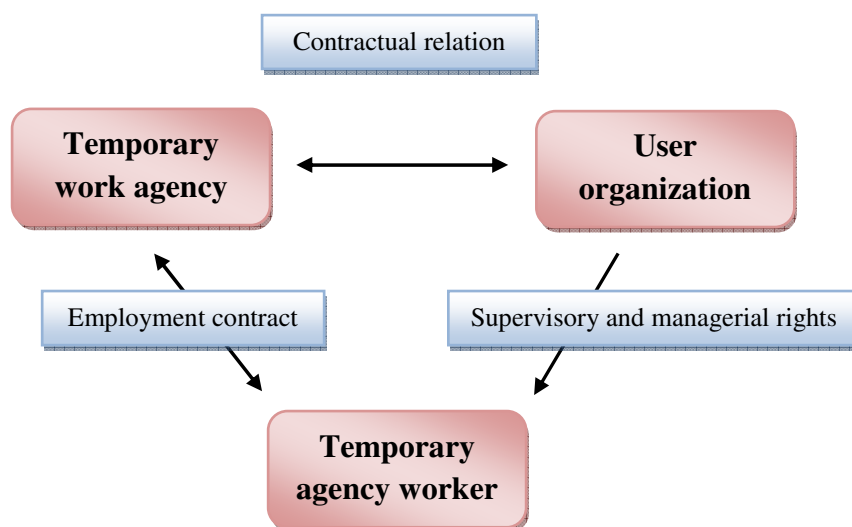 Contractual relation
Temporary
work agency
User
organization
Employment contract
Supervisory and managerial rights
Temporary
agency worker